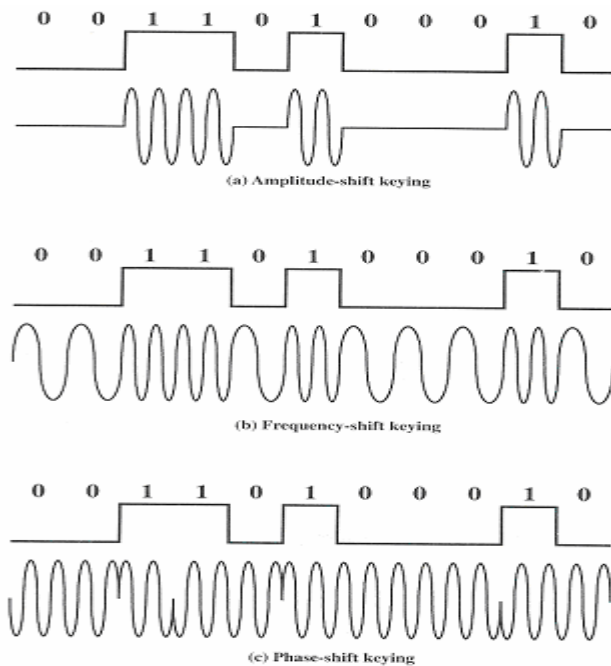 0 0 1 1 0 1 0 0 0 1 0
(a) Amplitude-shift keying
0 0 1 1 0 1 0 0 0 1 0
(b) Frequency-shift keying
0 0 1 1 0 1 0 0 0 1 0
(c) Phase-shift keying